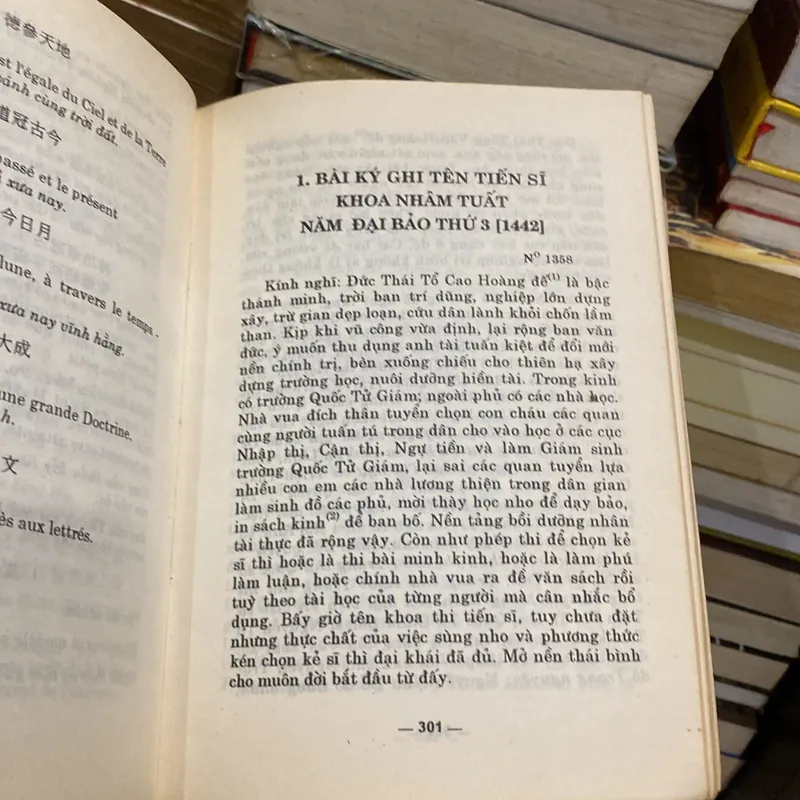 德參天地
st l'égale du Ciel et de la Terre
sánh cùng trời đất.
道冠古今
passé et le présent
xưa nay.
今日月
lune, à travers le temps.
xưa nay vĩnh hằng.
大成
une grande Doctrine.
h.
文
ès aux lettrés.
1. BÀI KÝ GHI TÊN TIẾN SĨ
KHOA NHÂM TUẤT
NĂM ĐẠI BẢO THỨ 3 [1442]
Nº 1358
Kính nghĩ: Đức Thái Tổ Cao Hoàng đế(1) là bậc
thánh minh, trời ban trí dũng, nghiệp lớn dựng
xây, trừ gian dẹp loạn, cứu dân lành khỏi chốn lầm
than. Kịp khi vũ công vừa định, lại rộng ban văn
đức, ý muốn thu dụng anh tài tuấn kiệt để đổi mới
nền chính trị, bèn xuống chiếu cho thiên hạ xây
dựng trường học, nuôi dưỡng hiền tài. Trong kinh
có trường Quốc Tử Giám; ngoài phủ có các nhà học.
Nhà vua đích thân tuyển chọn con cháu các quan
cùng người tuấn tú trong dân cho vào học ở các cục
Nhập thị, Cận thị, Ngự tiền và làm Giám sinh
trường Quốc Tử Giám, lại sai các quan tuyển lựa
nhiều con em các nhà lương thiện trong dân gian
làm sinh đồ các phủ, mời thày học nho để dạy bảo,
in sách kinh(2) để ban bố. Nền tảng bồi dưỡng nhân
tài thực đã rộng vậy. Còn như phép thi để chọn kẻ
sĩ thì hoặc là thi bài minh kinh, hoặc là làm phú
làm luận, hoặc chính nhà vua ra đề văn sách rồi
tuỳ theo tài học của từng người mà cân nhắc bổ
dụng. Bấy giờ tên khoa thi tiến sĩ, tuy chưa đặt
nhưng thực chất của việc sùng nho và phương thức
kén chọn kẻ sĩ thì đại khái đã đủ. Mở nền thái bình
cho muôn đời bắt đầu từ đấy.
— 301 —